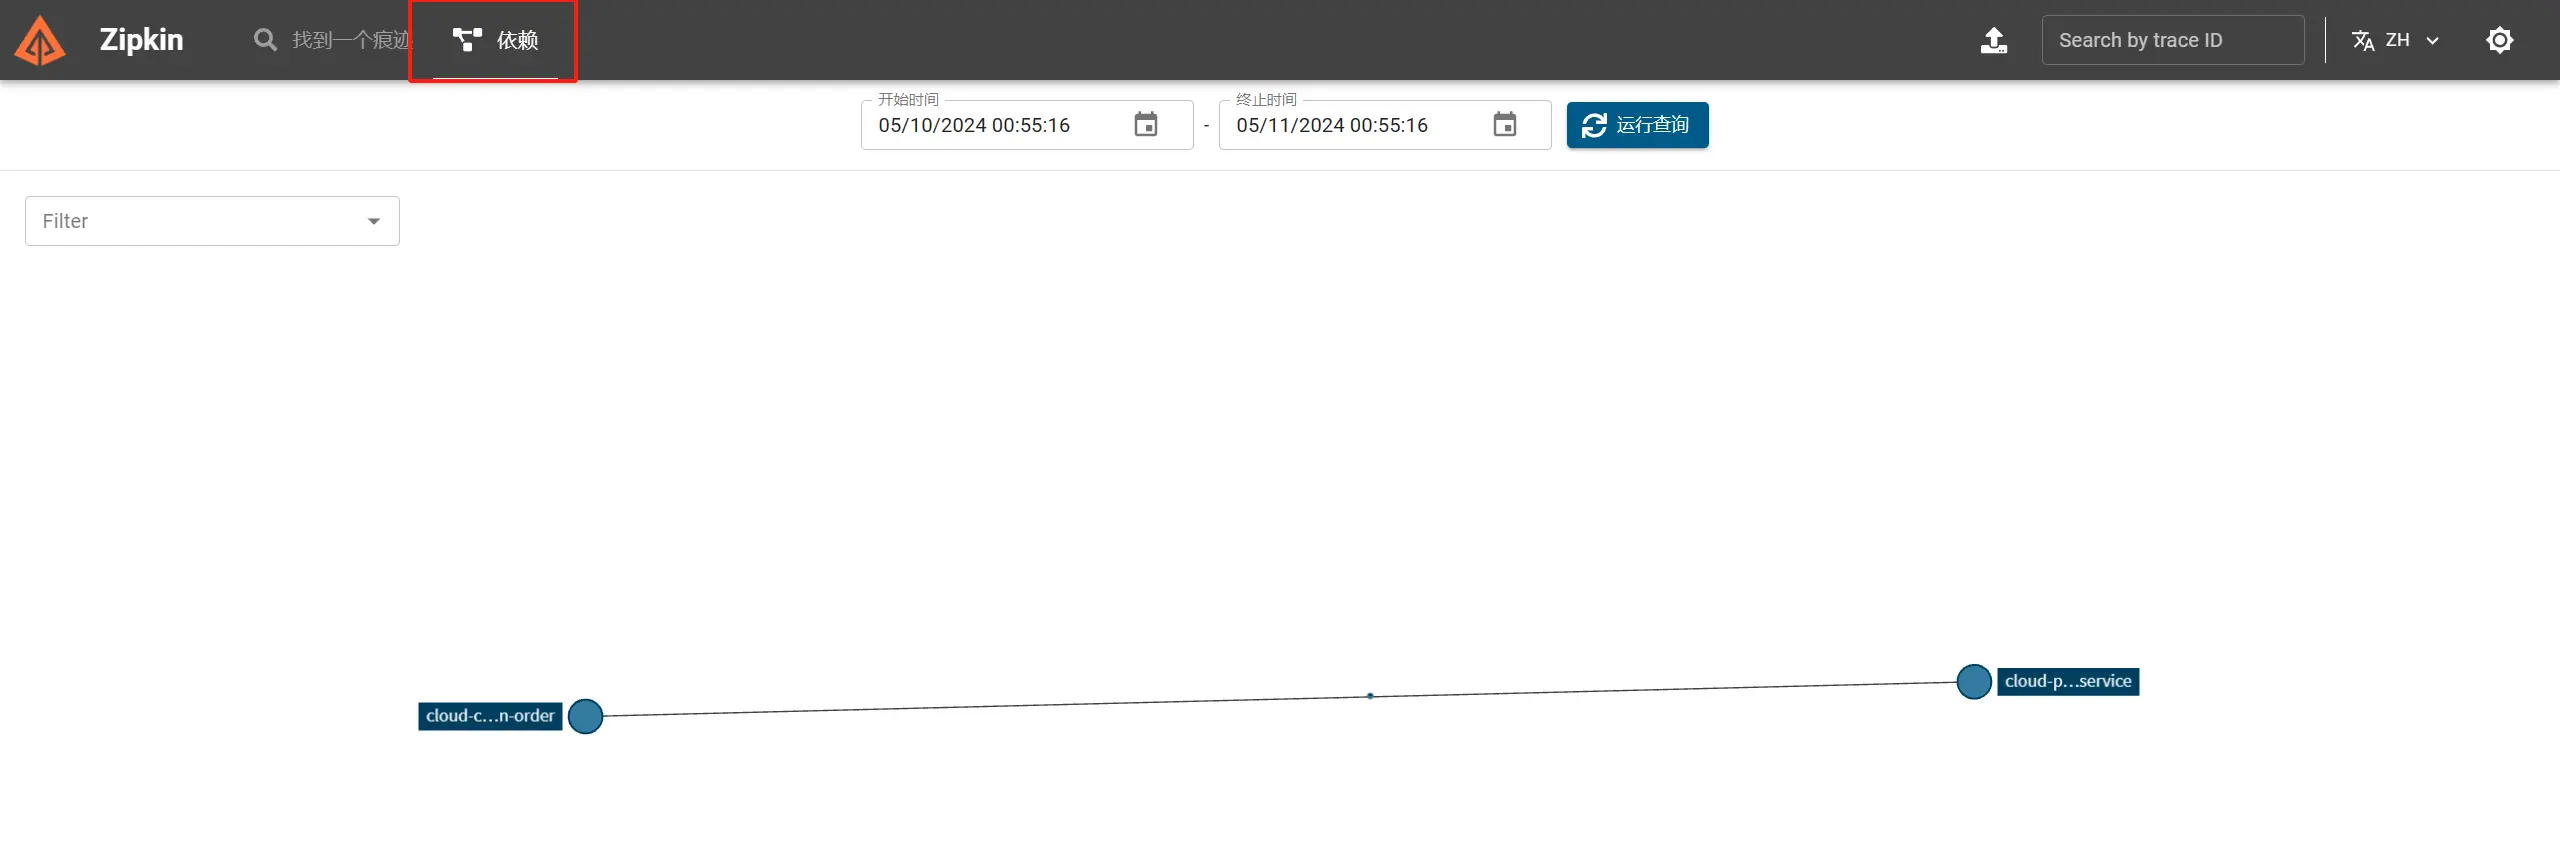 Zipkin
找到一个痕迹
依赖
Search by trace ID
ZH
开始时间
05/10/2024 00:55:16
-
终止时间
05/11/2024 00:55:16
运行查询
Filter
cloud-p...service
cloud-c...n-order